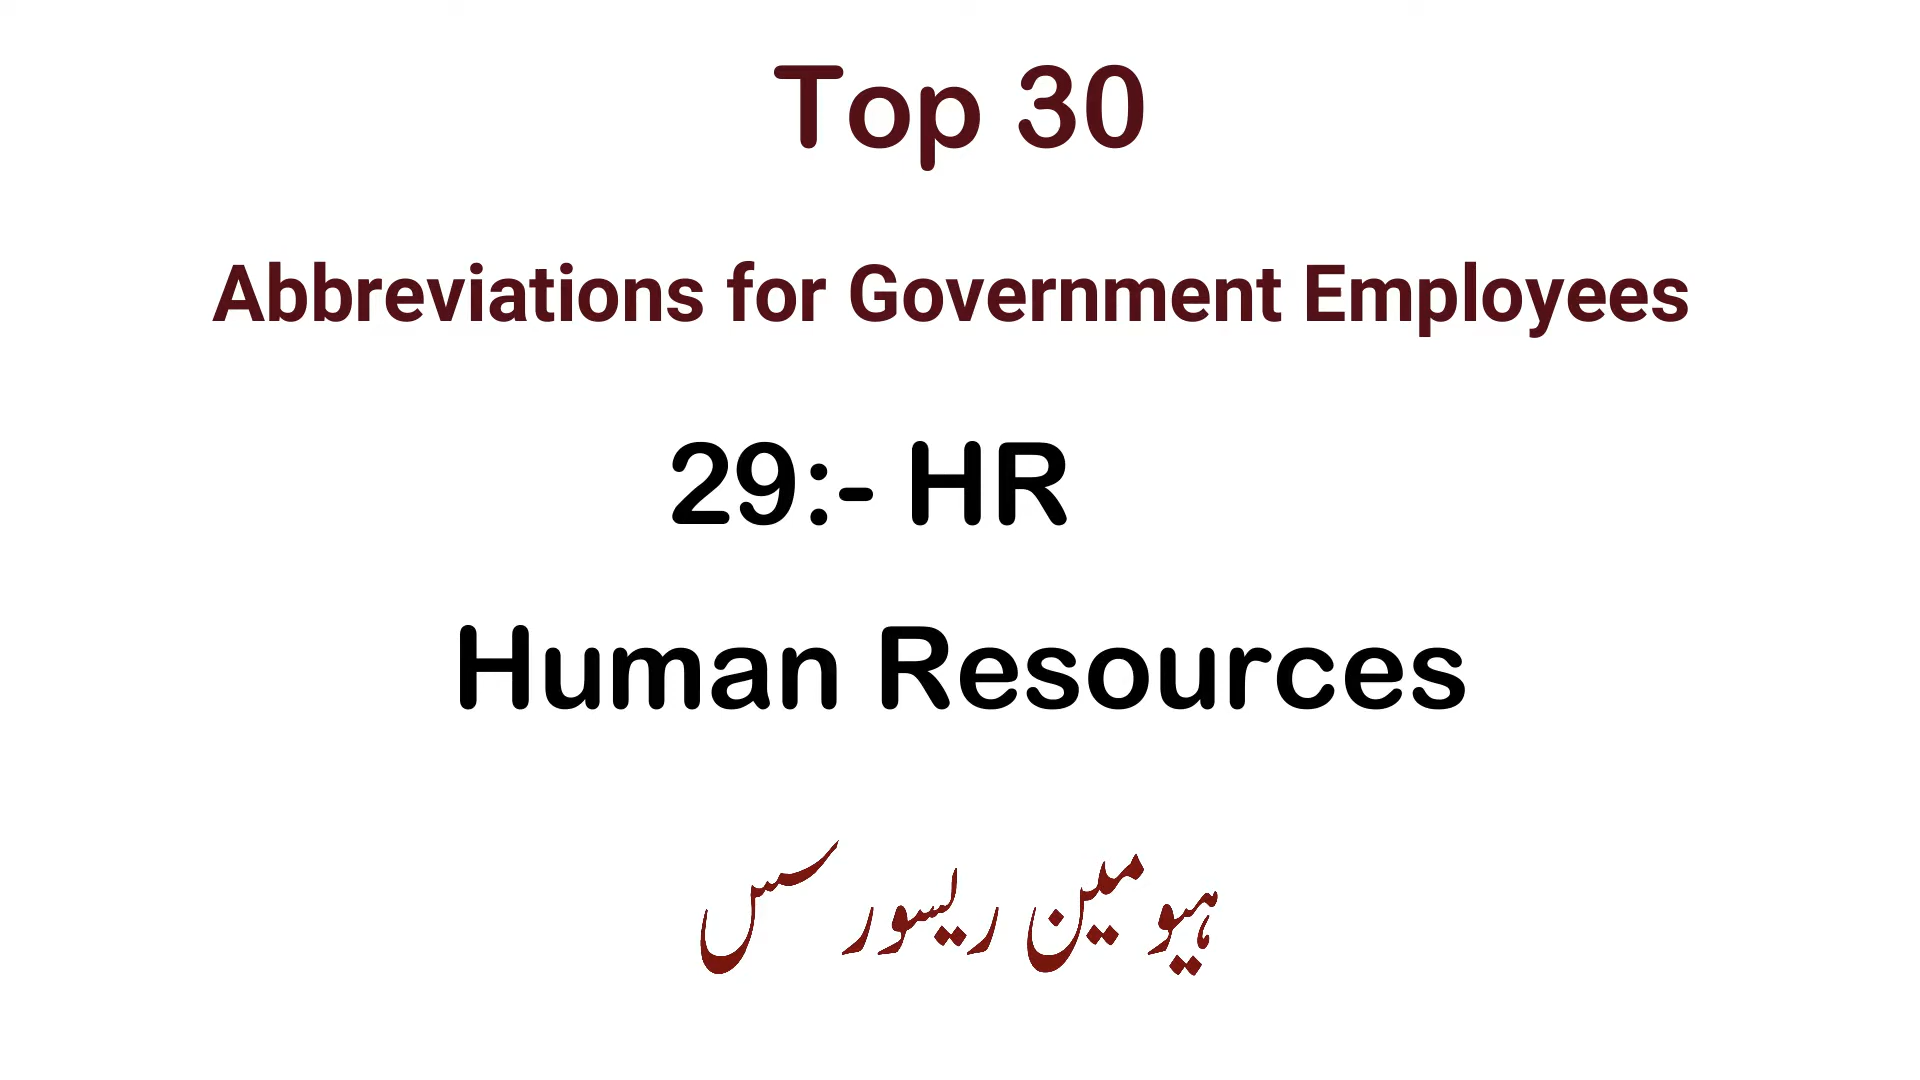 Top 30
Abbreviations for Government Employees
29:- HR
Human Resources
ہیومین ریسورسس